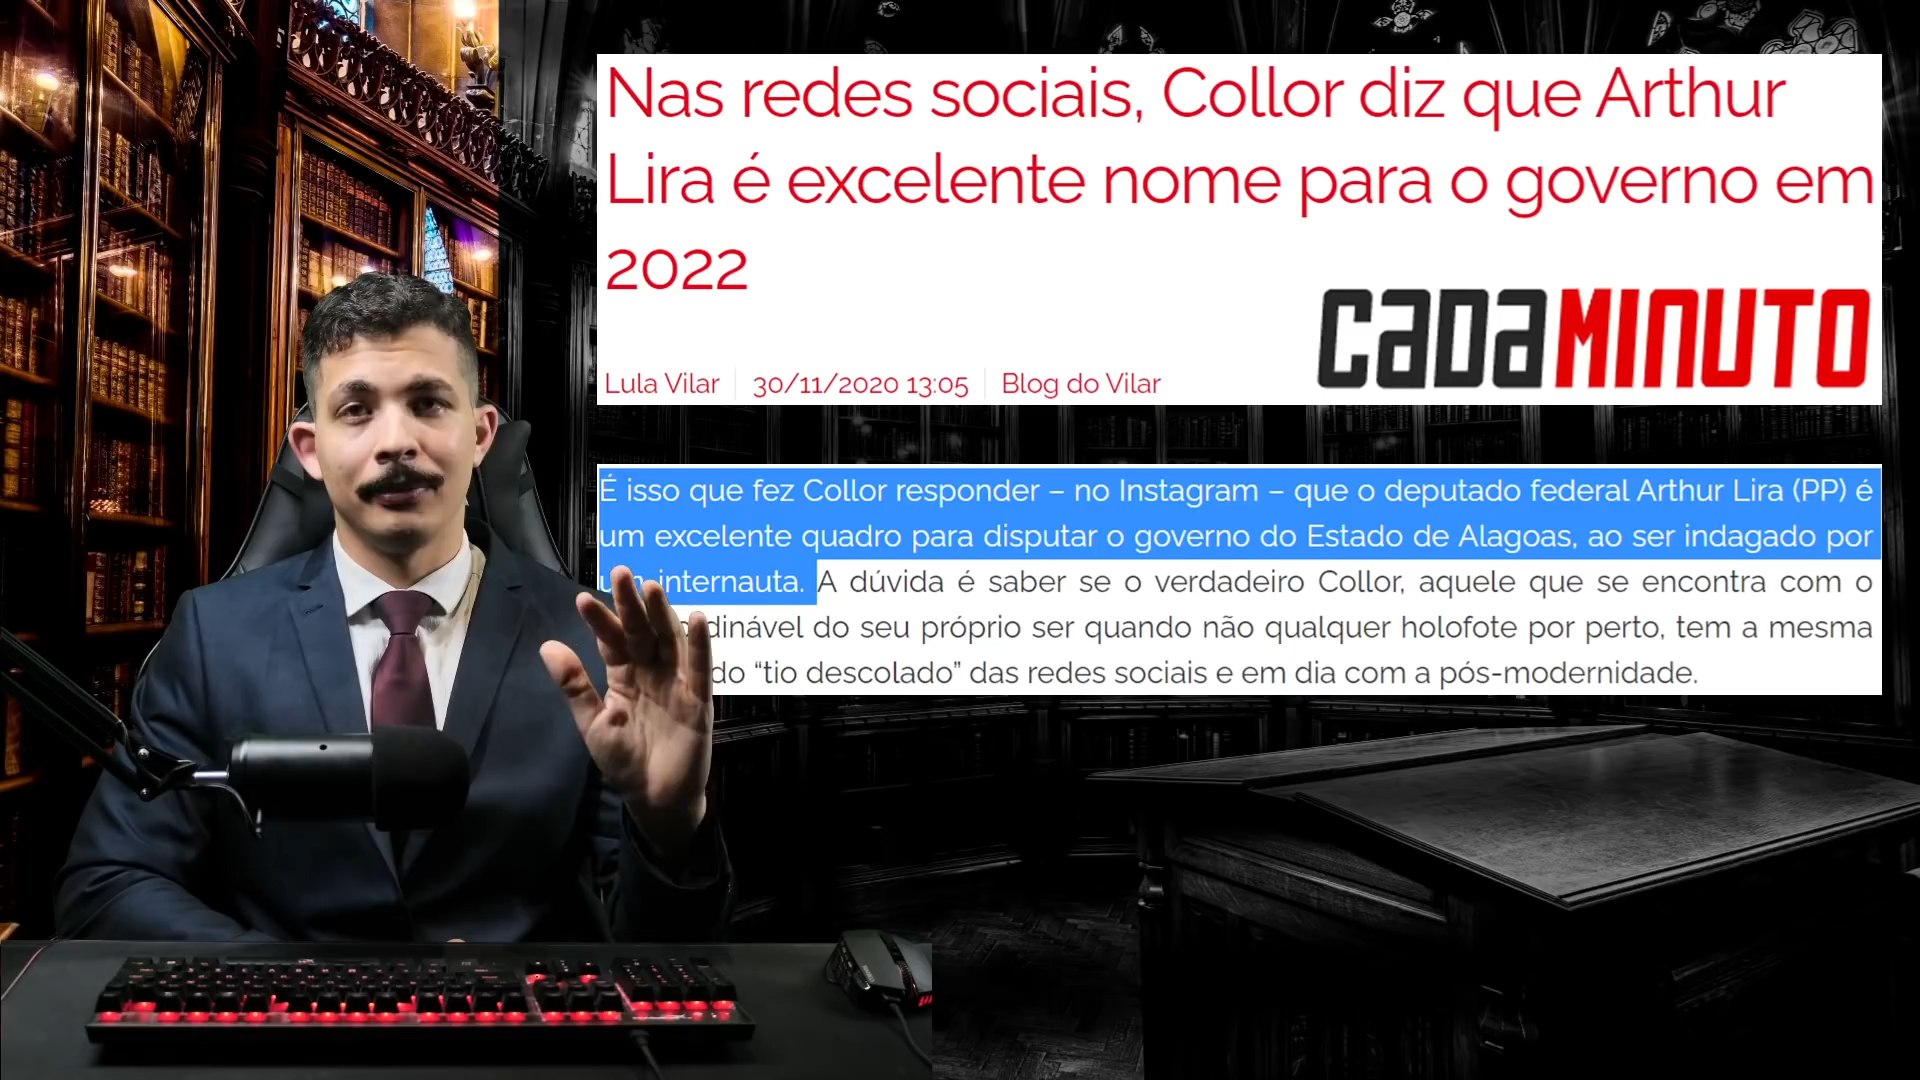 Nas redes sociais, Collor diz que Arthur
Lira é excelente nome para o governo em
2022
CADAMINUTO
Lula Vilar 30/11/2020 13:05 Blog do Vilar
É isso que fez Collor responder – no Instagram – que o deputado federal Arthur Lira (PP) é
um excelente quadro para disputar o governo do Estado de Alagoas, ao ser indagado por
internauta. A dúvida é saber se o verdadeiro Collor, aquele que se encontra com o
do seu próprio ser quando não qualquer holofote por perto, tem a mesma
do “tio descolado” das redes sociais e em dia com a pós-modernidade.